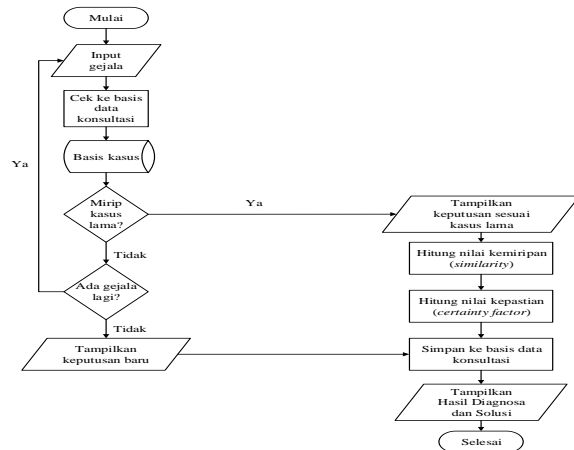 Mulai
Input
gejala
Cek ke basis
data
konsultasi
Basis kasus
Ya
Mirip
kasus
lama?
Ya
Tidak
Ada gejala
lagi?
Tidak
Tampilkan
keputusan baru
Tampilkan
keputusan sesuai
kasus lama
Hitung nilai kemiripan
(similarity)
Hitung nilai kepastian
(certainty factor)
Simpan ke basis data
konsultasi
Tampilkan
Hasil Diagnosa
dan Solusi
Selesai